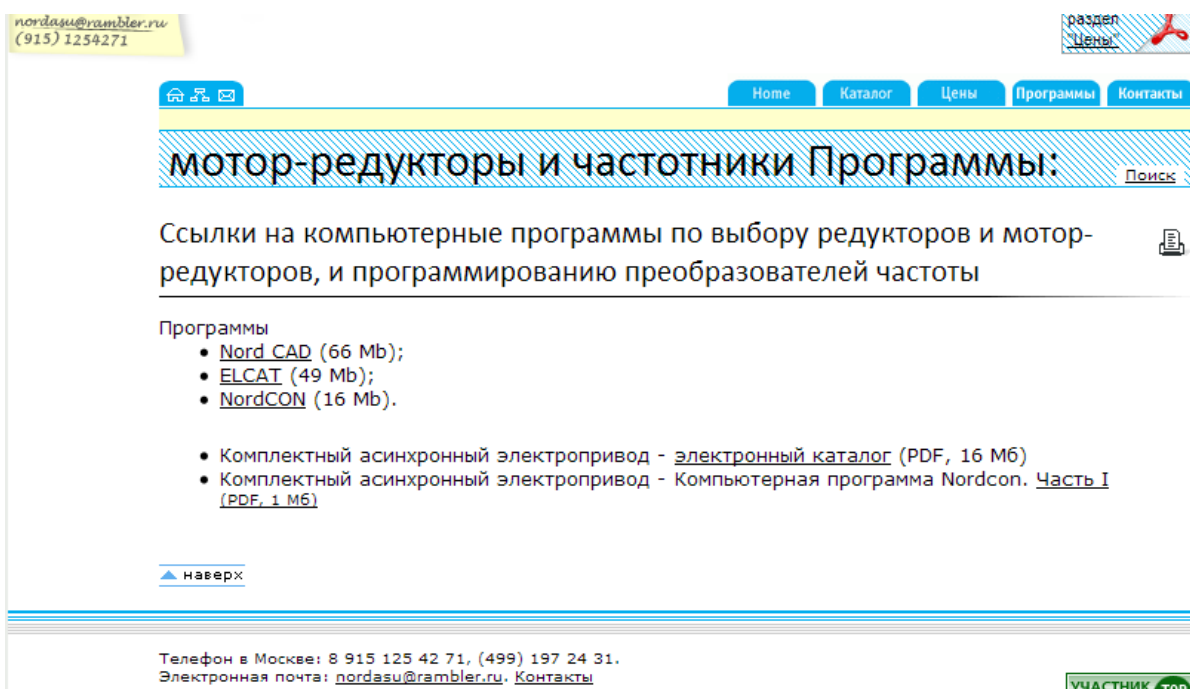 nordasu@rambler.ru
(915) 1254271
раздел
"Цены"
Home Каталог Цены Программы Контакты
мотор-редукторы и частотники Программы:
Поиск
Ссылки на компьютерные программы по выбору редукторов и мотор-
редукторов, и программированию преобразователей частоты
Программы
• Nord CAD (66 Mb);
• ELCAT (49 Mb);
• NordCON (16 Mb).
• Комплектный асинхронный электропривод - электронный каталог (PDF, 16 Мб)
• Комплектный асинхронный электропривод - Компьютерная программа Nordcon. Часть I
(PDF, 1 Мб)
наверх
Телефон в Москве: 8 915 125 42 71, (499) 197 24 31.
Электронная почта: nordasu@rambler.ru. Контакты
УЧАСТНИК TOP